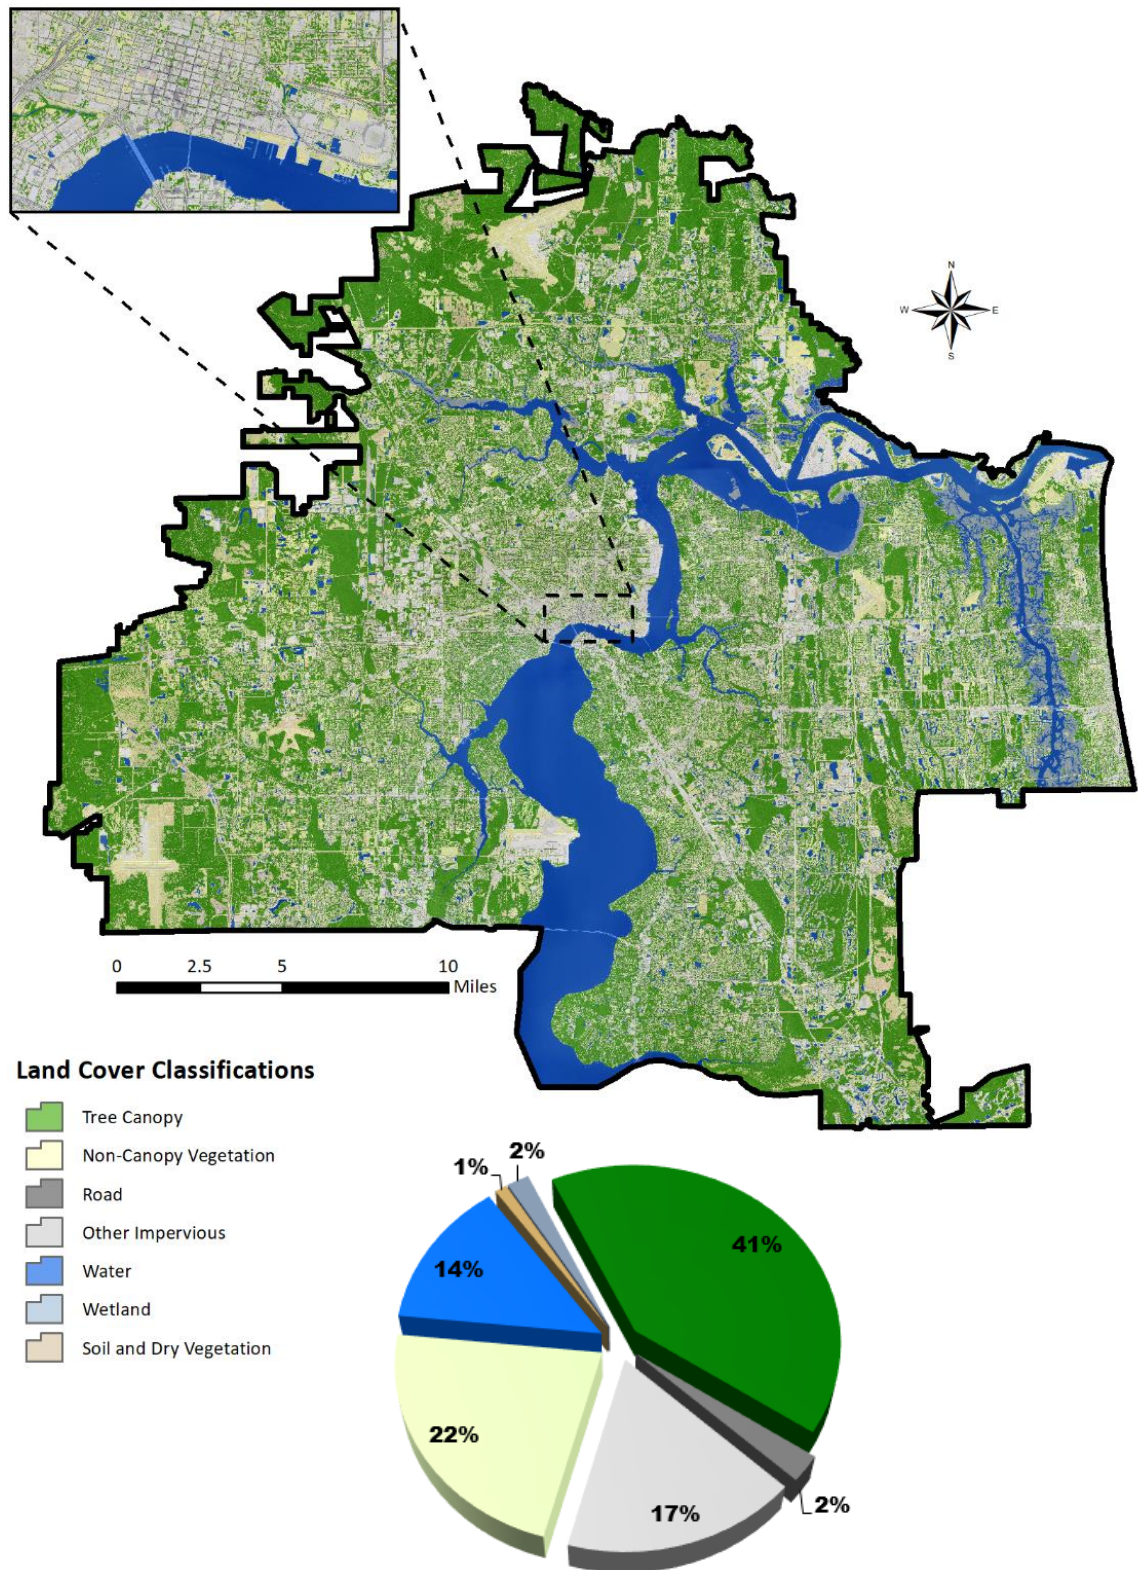 N
W E
S
0 2.5 5 10
Miles
Land Cover Classifications
Tree Canopy
Non-Canopy Vegetation
Road
Other Impervious
Water
Wetland
Soil and Dry Vegetation
1%
2%
41%
14%
22%
17%
2%